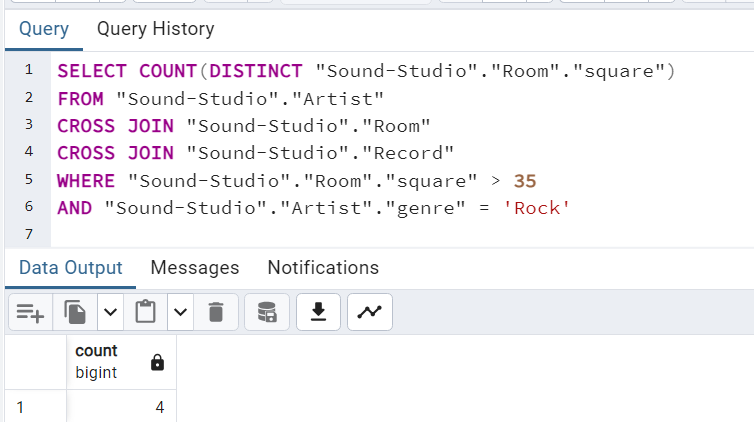 Query Query History
1 SELECT COUNT(DISTINCT "Sound-Studio"."Room"."square")
2 FROM "Sound-Studio"."Artist"
3 CROSS JOIN "Sound-Studio"."Room"
4 CROSS JOIN "Sound-Studio"."Record"
5 WHERE "Sound-Studio"."Room"."square" > 35
6 AND "Sound-Studio"."Artist"."genre" = 'Rock'
7
Data Output Messages Notifications
count
bigint
1 4